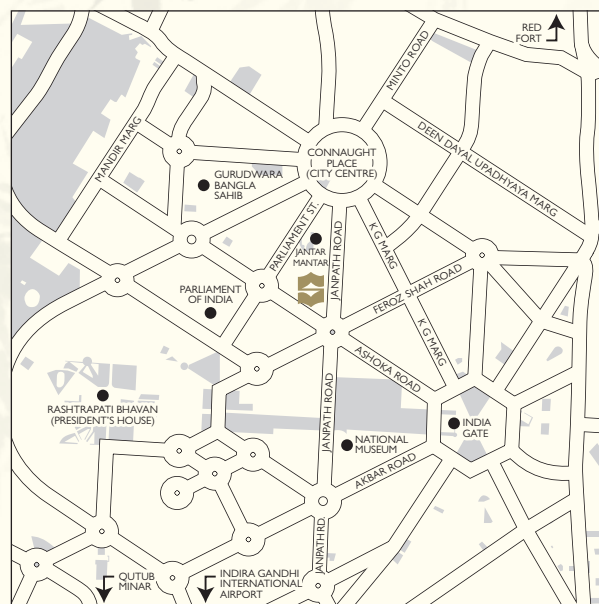 RED
FORT
MINTO ROAD
MANDIR MARG
CONNAUGHT
PLACE
(CITY CENTRE)
DEEN DAYAL UPADHYAYA MARG
GURUDWARA
BANGLA
SAHIB
PARLIAMENT ST.
JANTAR
MANTAR
JANPATH ROAD
K G MARG
FEROZ SHAH ROAD
PARLIAMENT
OF INDIA
K G MARG
ASHOKA ROAD
RASHTRAPATI BHAVAN
(PRESIDENT'S HOUSE)
JANPATH ROAD
INDIA
GATE
NATIONAL
MUSEUM
AKBAR ROAD
JANPATH RD.
QUTUB
MINAR
INDIRA GANDHI
INTERNATIONAL
AIRPORT